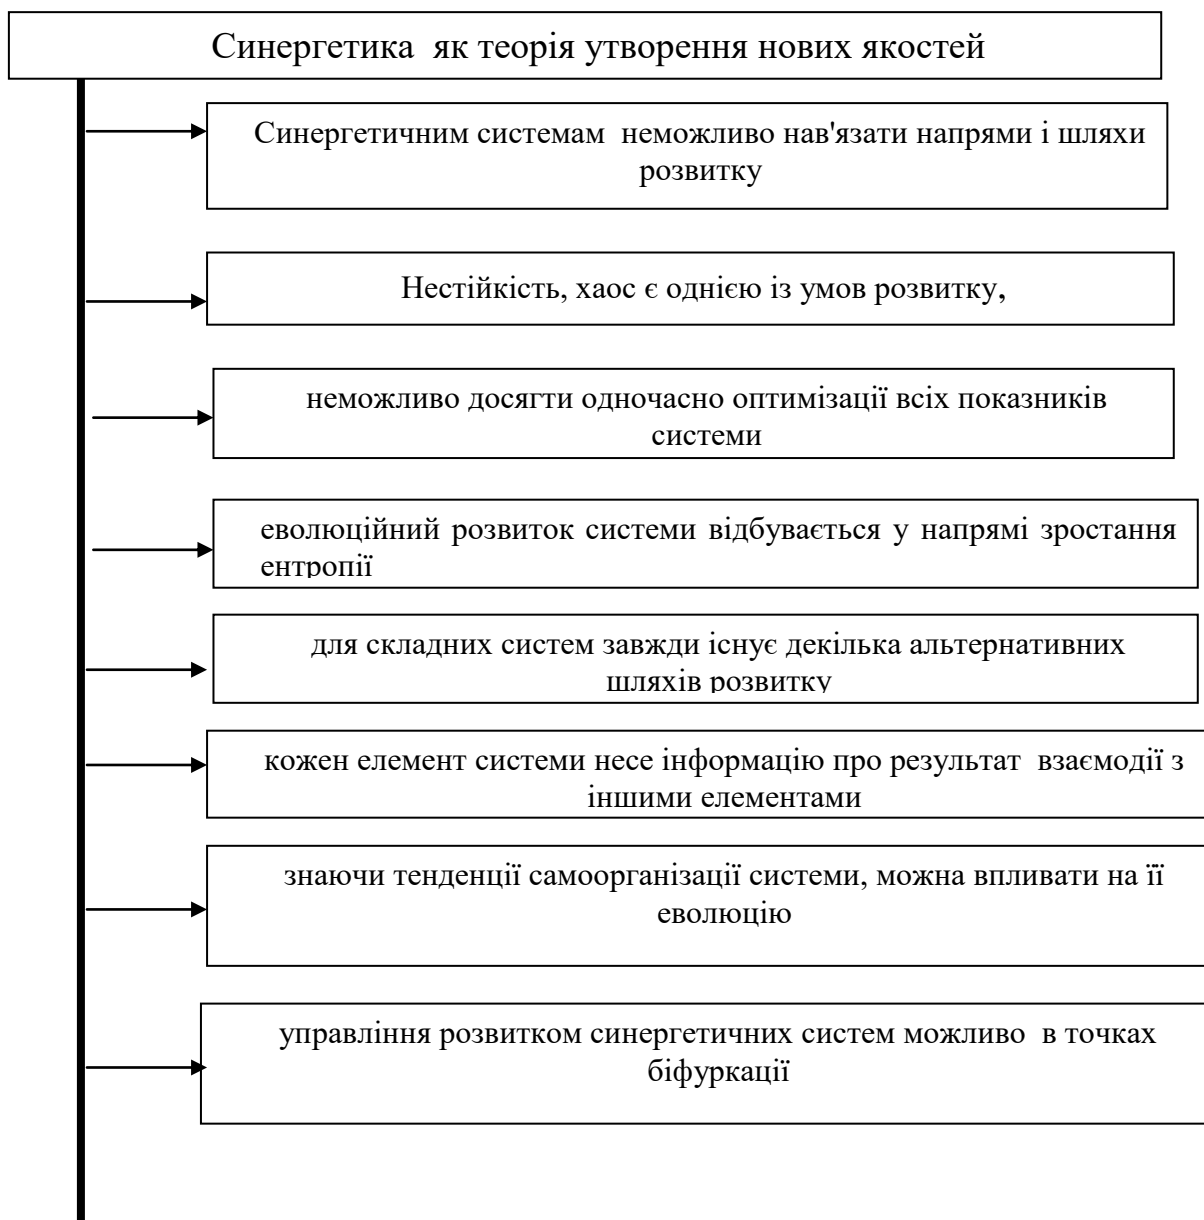 Синергетика як теорія утворення нових якостей
Синергетичним системам неможливо нав'язати напрями і шляхи
розвитку
Нестійкість, хаос є однією із умов розвитку,
неможливо досягти одночасно оптимізації всіх показників
системи
еволюційний розвиток системи відбувається у напрямі зростання
ентропії
для складних систем завжди існує декілька альтернативних
шляхів розвитку
кожен елемент системи несе інформацію про результат взаємодії з
іншими елементами
знаючи тенденції самоорганізації системи, можна впливати на її
еволюцію
управління розвитком синергетичних систем можливо в точках
біфуркації